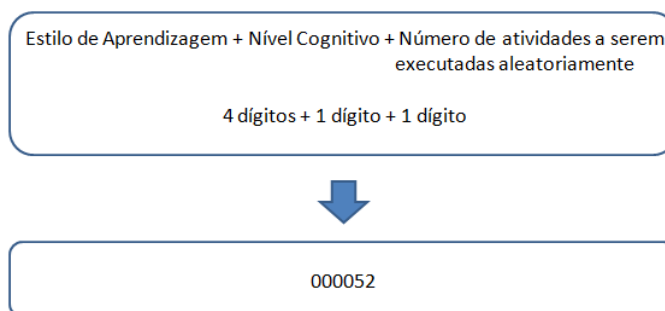 Estilo de Aprendizagem + Nível Cognitivo + Número de atividades a serem
executadas aleatoriamente
4 dígitos + 1 dígito + 1 dígito
000052